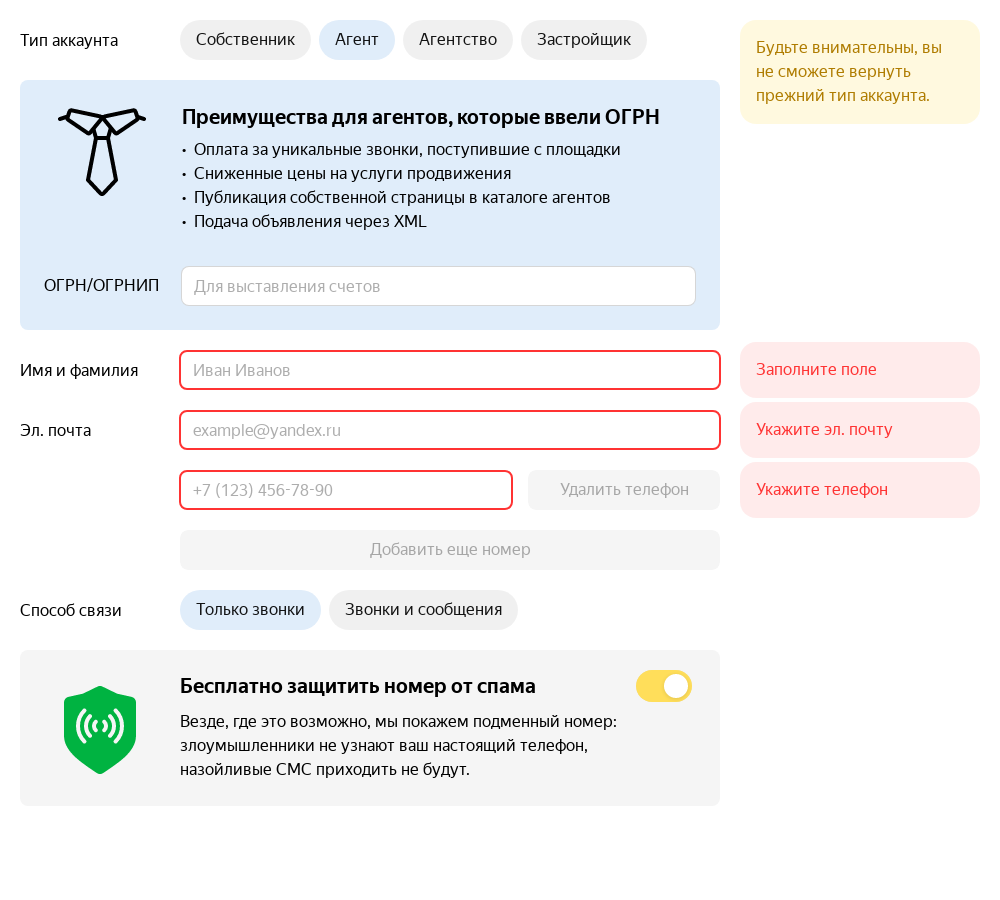 Тип аккаунта
Собственник
Агент
Агентство
Застройщик
Будьте внимательны, вы
не сможете вернуть
прежний тип аккаунта.
Преимущества для агентов, которые ввели ОГРН
• Оплата за уникальные звонки, поступившие с площадки
• Сниженные цены на услуги продвижения
• Публикация собственной страницы в каталоге агентов
• Подача объявления через XML
ОГРН/ОГРНИП
Для выставления счетов
Имя и фамилия
Иван Иванов
Заполните поле
Эл. почта
example@yandex.ru
Укажите эл. почту
+7 (123) 456-78-90
Удалить телефон
Укажите телефон
Добавить еще номер
Способ связи
Только звонки
Звонки и сообщения
Бесплатно защитить номер от спама
Везде, где это возможно, мы покажем подменный номер:
злоумышленники не узнают ваш настоящий телефон,
назойливые СМС приходить не будут.